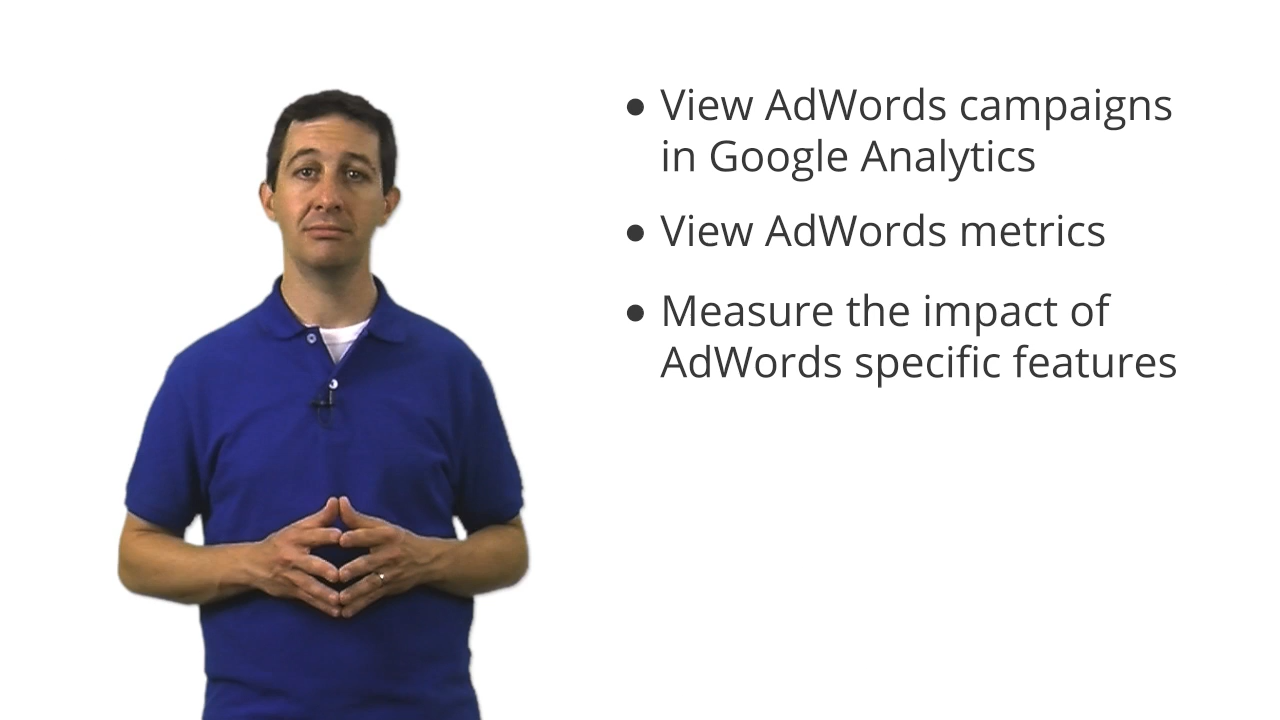 • View AdWords campaigns
in Google Analytics
• View AdWords metrics
• Measure the impact of
AdWords specific features